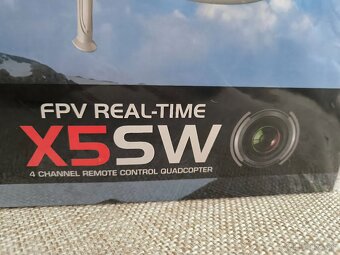 FPV REAL-TIME
X5SW
4 CHANNEL REMOTE CONTROL QUADCOPTER